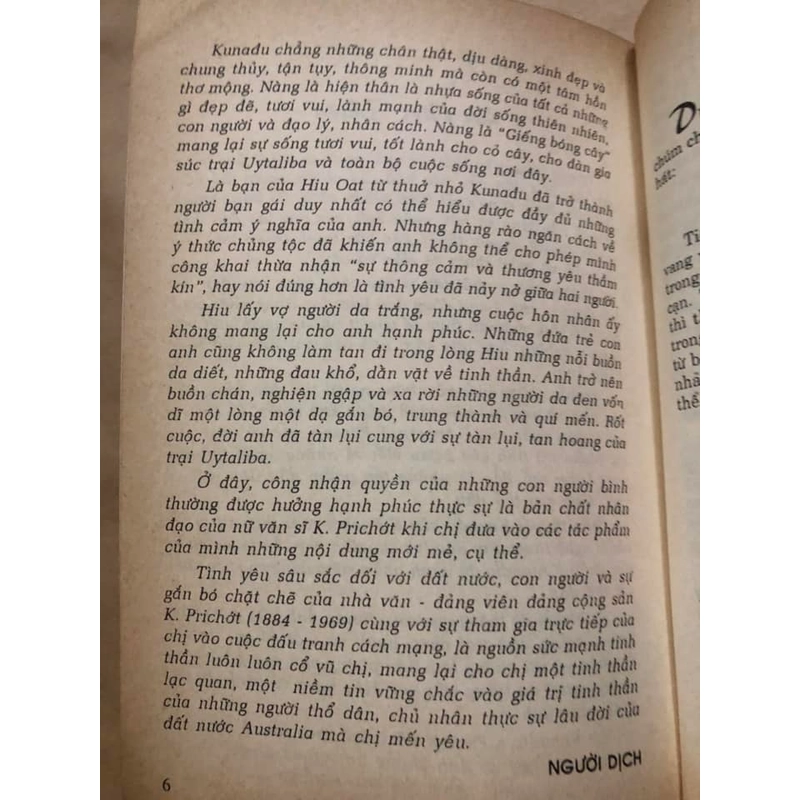 Kunađu chẳng những chân thật, dịu dàng, xinh đẹp và
chung thủy, tận tụy, thông minh mà còn có một tâm hồn
thơ mộng. Nàng là hiện thân là nhựa sống của tất cả những
gì đẹp đẽ, tươi vui, lành mạnh của đời sống thiên nhiên,
con người và đạo lý, nhân cách. Nàng là "Giếng bóng cây"
mang lại sự sống tươi vui, tốt lành cho cỏ cây, cho đàn gia
súc trại Uytaliba và toàn bộ cuộc sống nơi đây.
Là bạn của Hiu Oat từ thuở nhỏ Kunađu đã trở thành
người bạn gái duy nhất có thể hiểu được đầy đủ những
tình cảm ý nghĩa của anh. Nhưng hàng rào ngăn cách về
ý thức chủng tộc đã khiến anh không thể cho phép mình
công khai thừa nhận "sự thông cảm và thương yêu thầm
kín", hay nói đúng hơn là tình yêu đã nảy nở giữa hai người.
Hiu lấy vợ người da trắng, nhưng cuộc hôn nhân ấy
không mang lại cho anh hạnh phúc. Những đứa trẻ con
anh cũng không làm tan đi trong lòng Hiu những nỗi buồn
da diết, những đau khổ, dằn vặt về tinh thần. Anh trở nên
buồn chán, nghiện ngập và xa rời những người da đen vốn
dĩ một lòng một dạ gắn bó, trung thành và quí mến. Rốt
cuộc, đời anh đã tàn lụi cung với sự tàn lụi, tan hoang của
trại Uytaliba.
Ở đây, công nhận quyền của những con người bình
thường được hưởng hạnh phúc thực sự là bản chất nhân
đạo của nữ văn sĩ K. Prichớt khi chị đưa vào các tác phẩm
của mình những nội dung mới mẻ, cụ thể.
Tình yêu sâu sắc đối với đất nước, con người và sự
gắn bó chặt chẽ của nhà văn - đảng viên đảng cộng sản
K. Prichớt (1884 - 1969) cùng với sự tham gia trực tiếp của
chị vào cuộc đấu tranh cách mạng, là nguồn sức mạnh tinh
thần luôn luôn cổ vũ chị, mang lại cho chị một tinh thần
lạc quan, một niềm tin vững chắc vào giá trị tinh thần
của những người thổ dân, chủ nhân thực sự lâu đời của
đất nước Australia mà chị mến yêu.
NGƯỜI DỊCH
6
chúm ch
hát:
vang
trong
cạn.
thì t
tron
từ b
nhà
thể